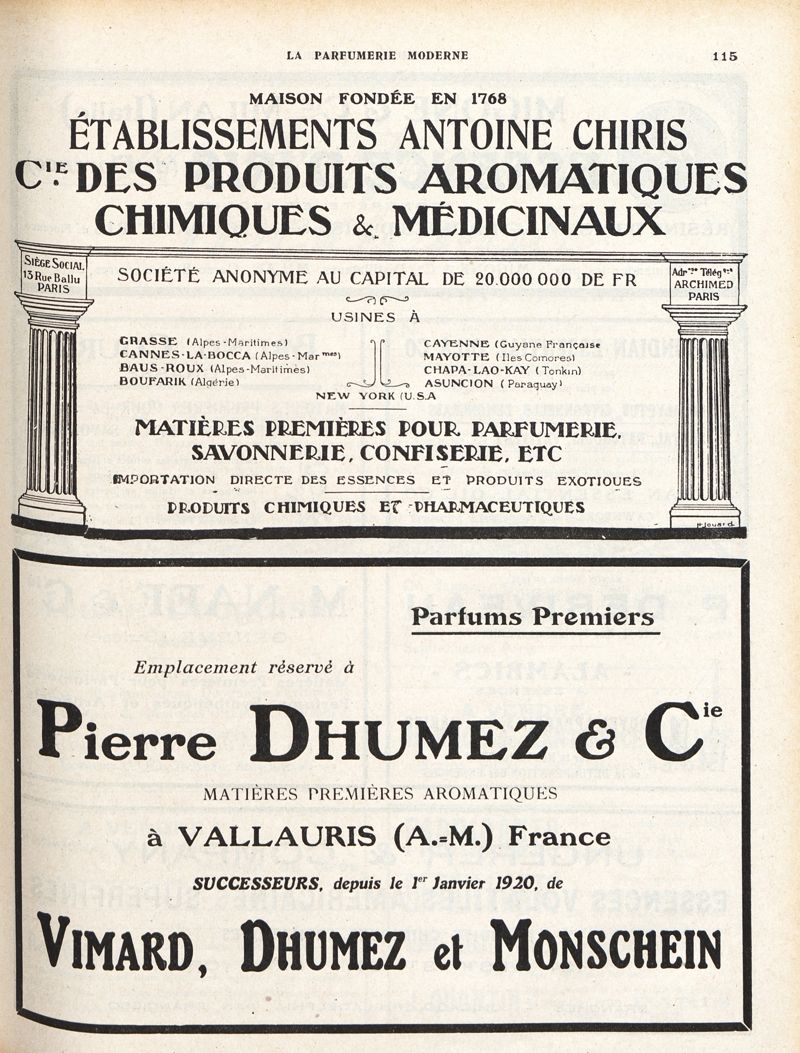 LA PARFUMERIE MODERNE 115
MAISON FONDÉE EN 1768
ÉTABLISSEMENTS ANTOINE CHIRIS
CIE. DES PRODUITS AROMATIQUES
CHIMIQUES & MÉDICINAUX
SIÈGE SOCIAL
13 Rue Ballu
PARIS
SOCIÉTÉ ANONYME AU CAPITAL DE 20.000 000 DE FR
Adrsse Télégque
ARCHIMED
PARIS
USINES À
GRASSE (Alpes-Maritimes)
CANNES-LA-BOCCA (Alpes-Marmes)
BAUS-ROUX (Alpes-Maritimes)
BOUFARIK (Algérie)
CAYENNE (Guyane Française
MAYOTTE (Iles Comores)
CHAPA-LAO-KAY (Tonkin)
ASUNCION (Paraguay)
NEW YORK (U.S.A
MATIÈRES PREMIÈRES POUR PARFUMERIE,
SAVONNERIE, CONFISERIE, ETC
IMPORTATION DIRECTE DES ESSENCES ET PRODUITS EXOTIQUES
PRODUITS CHIMIQUES ET PHARMACEUTIQUES
P. Jouard
Parfums Premiers
Emplacement réservé à
Pierre DHUMEZ & Cie
MATIÈRES PREMIÈRES AROMATIQUES
à VALLAURIS (A.=M.) France
SUCCESSEURS, depuis le 1er Janvier 1920, de
VIMARD, DHUMEZ et MONSCHEIN